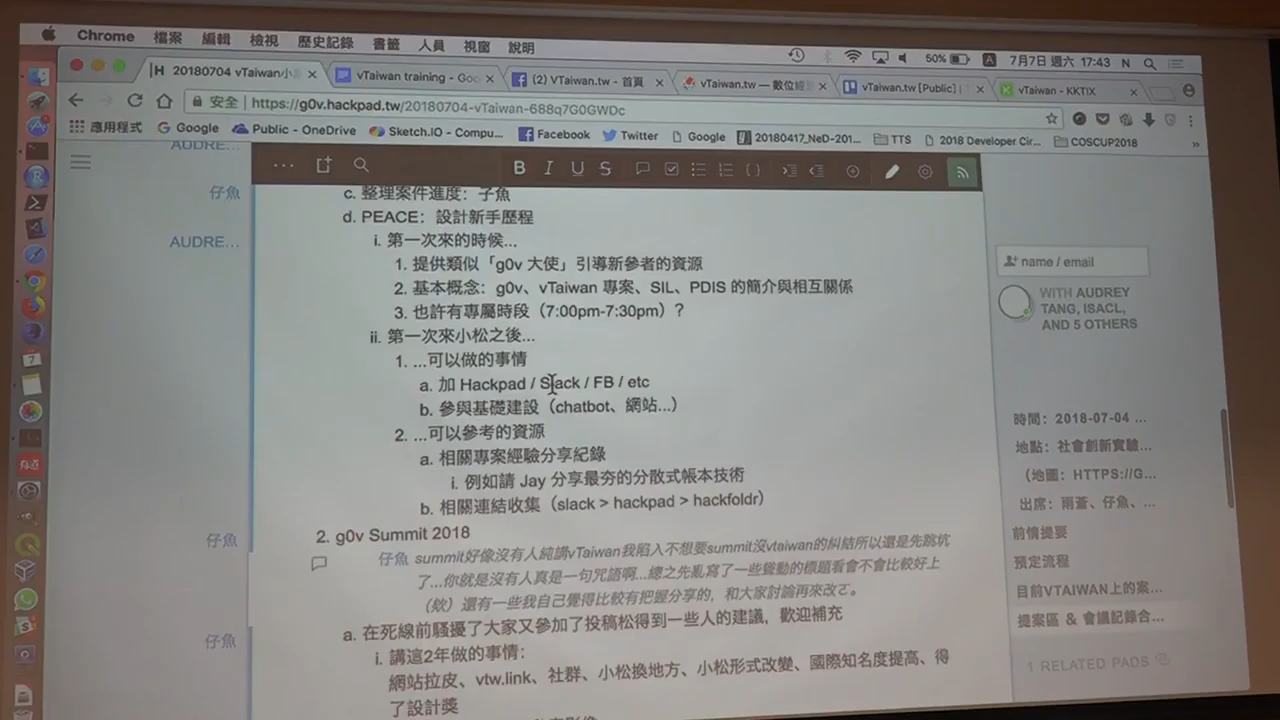 Chrome 檔案 編輯 檢視 歷史記錄 書籤 人員 視窗 說明 50% A 7月7日 週六 17:43 N
20180704 vTaiwan小 vTaiwan training - Goo (2) VTaiwan.tw - 首頁 vTaiwan.tw — 數位經 vTaiwan.tw [Public] vTaiwan - KKTIX
安全 | https://g0v.hackpad.tw/20180704-vTaiwan-688q7G0GWDc
應用程式 Google Public - OneDrive Sketch.IO - Compu... Facebook Twitter Google 20180417_NeD-201... TTS 2018 Developer Cir... COSCUP2018 »
AUDRE...
B I U S
仔魚
c. 整理案件進度：子魚
d. PEACE：設計新手歷程
AUDRE...
i. 第一次來的時候...
1. 提供類似「g0v 大使」引導新參者的資源
2. 基本概念：g0v、vTaiwan 專案、SIL、PDIS 的簡介與相互關係
3. 也許有專屬時段（7:00pm-7:30pm）？
ii. 第一次來小松之後...
1. ...可以做的事情
a. 加 Hackpad / Slack / FB / etc
b. 參與基礎建設（chatbot、網站...）
2. ...可以參考的資源
a. 相關專案經驗分享紀錄
i. 例如請 Jay 分享最夯的分散式帳本技術
b. 相關連結收集（slack > hackpad > hackfoldr）
2. g0v Summit 2018
仔魚
仔魚 summit好像沒有人純講vTaiwan我陷入不想要summit沒vtaiwan的糾結所以還是先跳坑
了...你就是沒有人真是一句咒語啊...總之先亂寫了一些聳動的標題看會不會比較好上
（欸）還有一些我自己覺得比較有把握分享的，和大家討論再來改ㄛ。
仔魚
a. 在死線前騷擾了大家又參加了投稿松得到一些人的建議，歡迎補充
i. 講這2年做的事情：
網站拉皮、vtw.link、社群、小松換地方、小松形式改變、國際知名度提高、得
了設計獎
name / email
WITH AUDREY
TANG, ISACL,
AND 5 OTHERS
時間：2018-07-04 ...
地點：社會創新實驗...
（地圖：HTTPS://G...
出席：雨蒼、仔魚、...
前情提要
預定流程
目前VTAIWAN上的案...
提案區 & 會議記錄合...
1 RELATED PADS